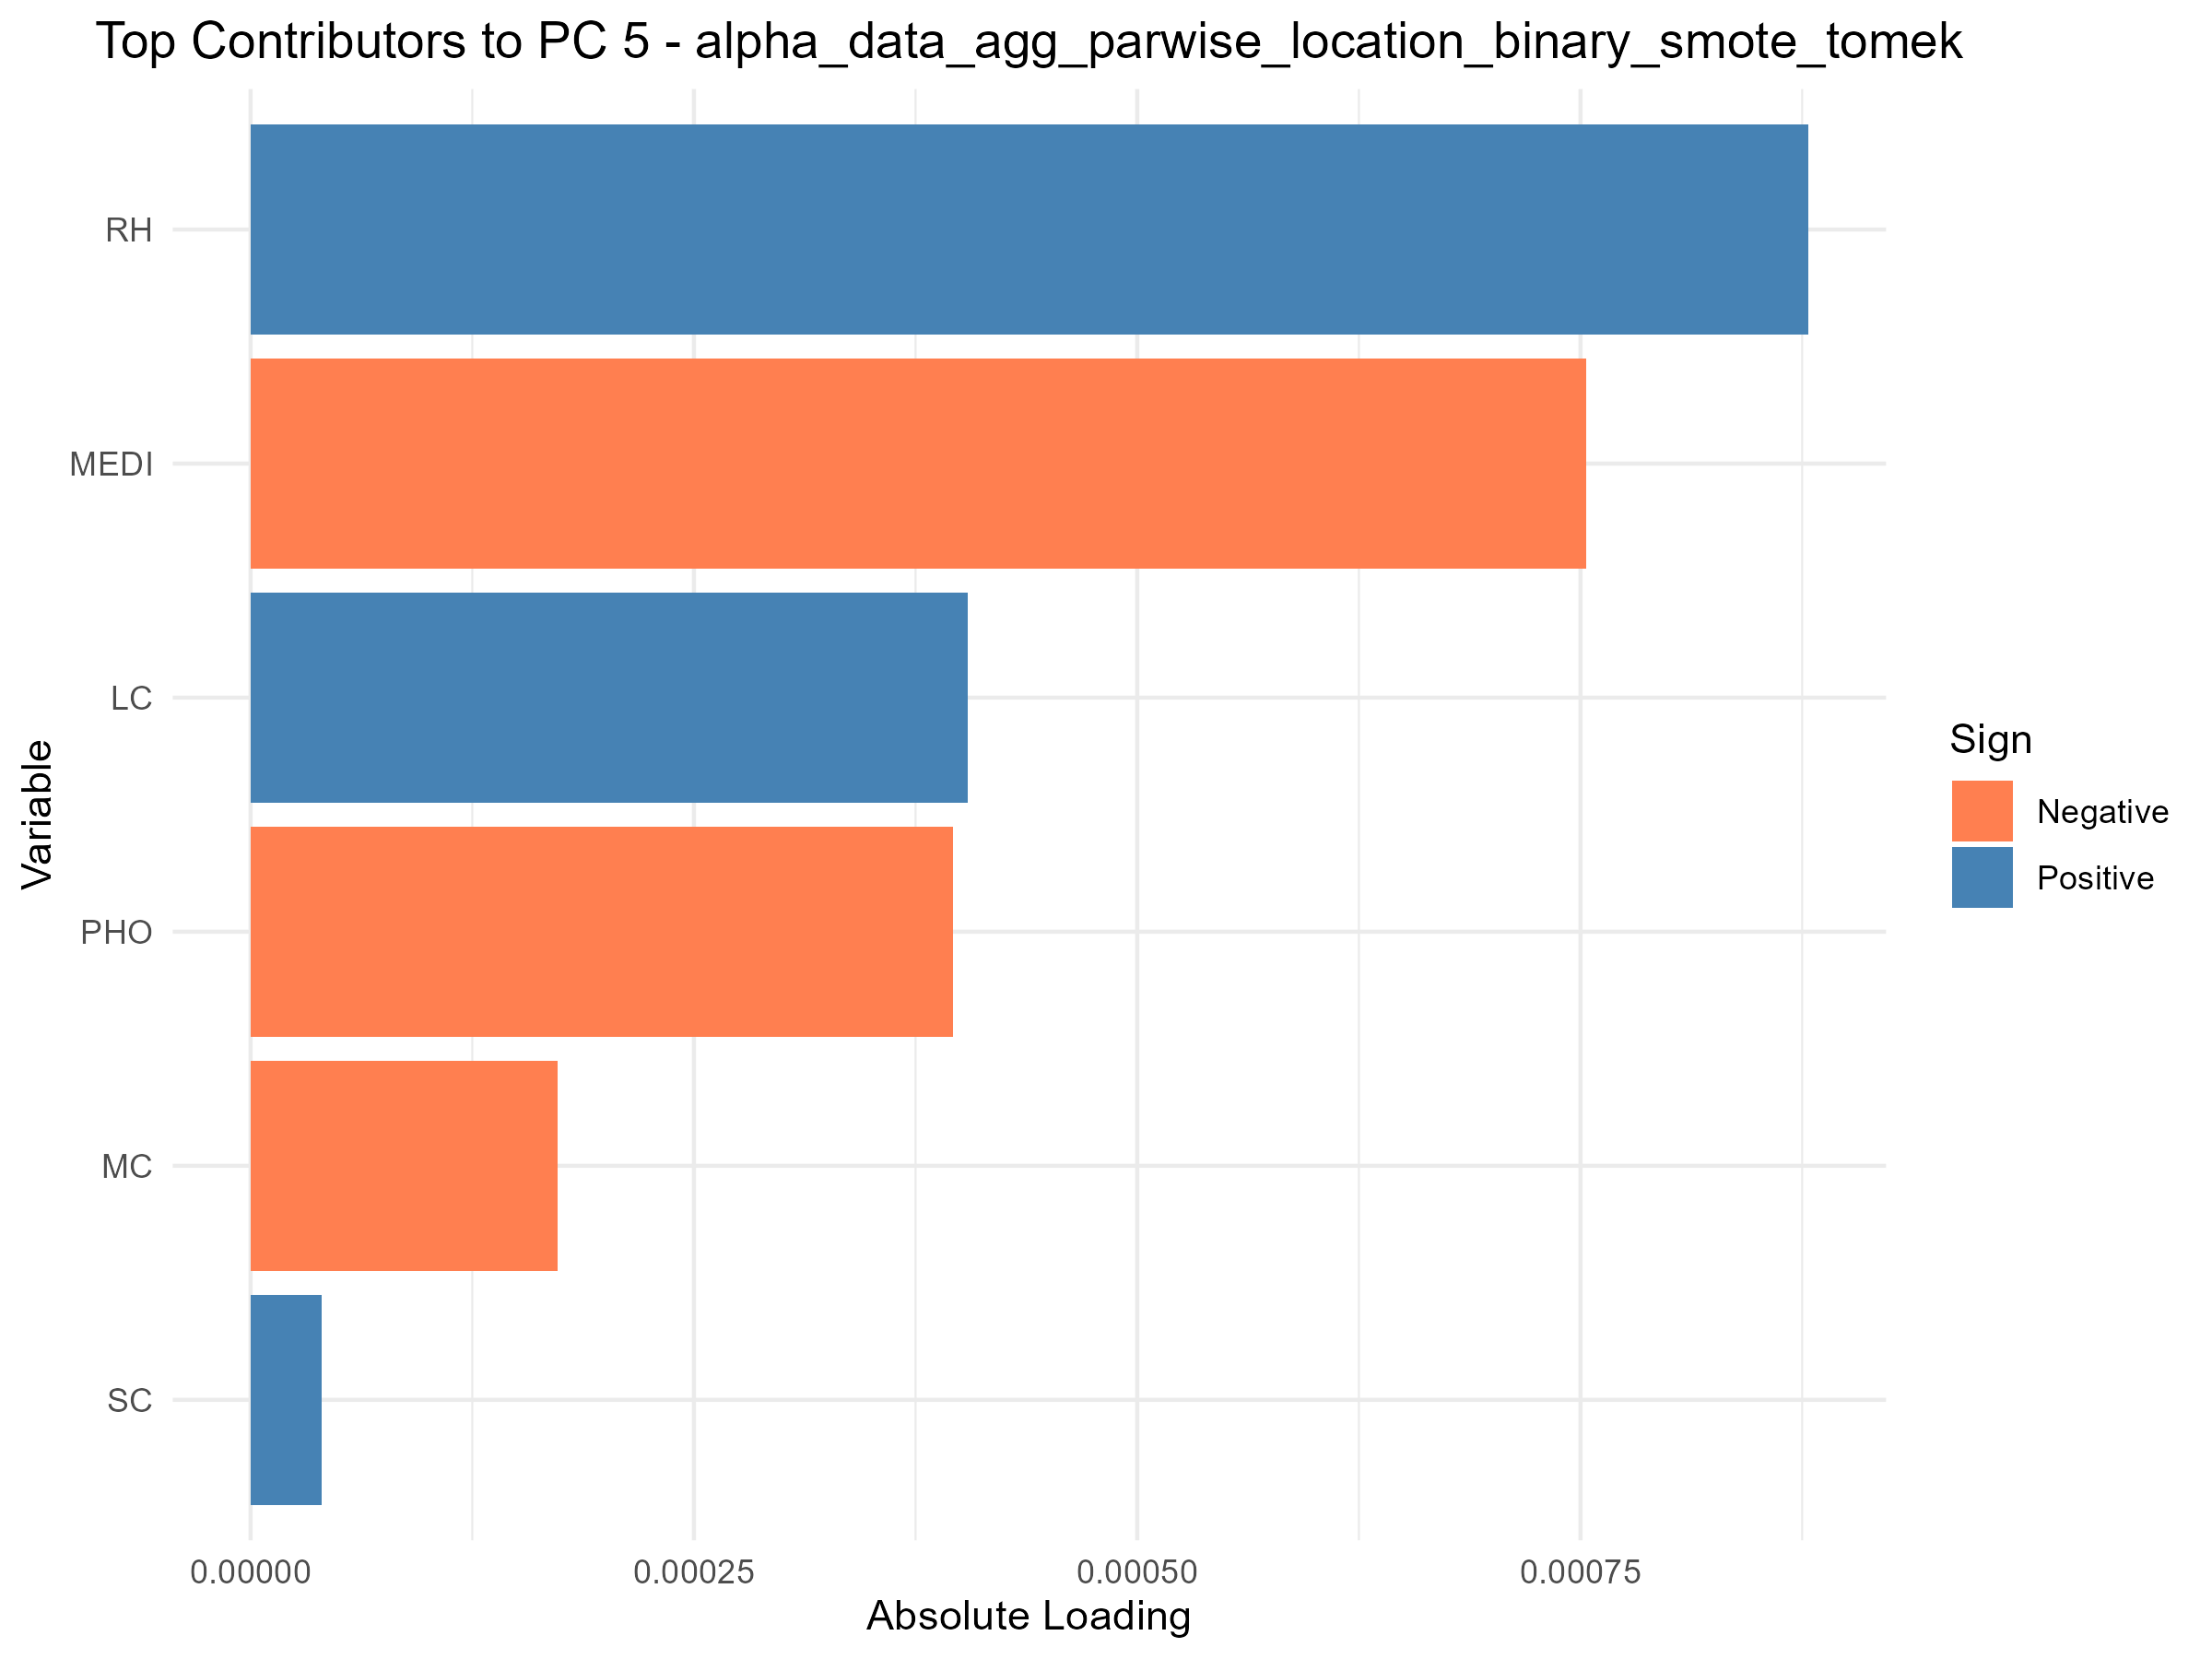 Top Contributors to PC 5 - alpha_data_agg_parwise_location_binary_smote_tomek
Variable
RH
MEDI
LC
PHO
MC
SC
0.00000 0.00025 0.00050 0.00075
Absolute Loading
Sign
Negative
Positive